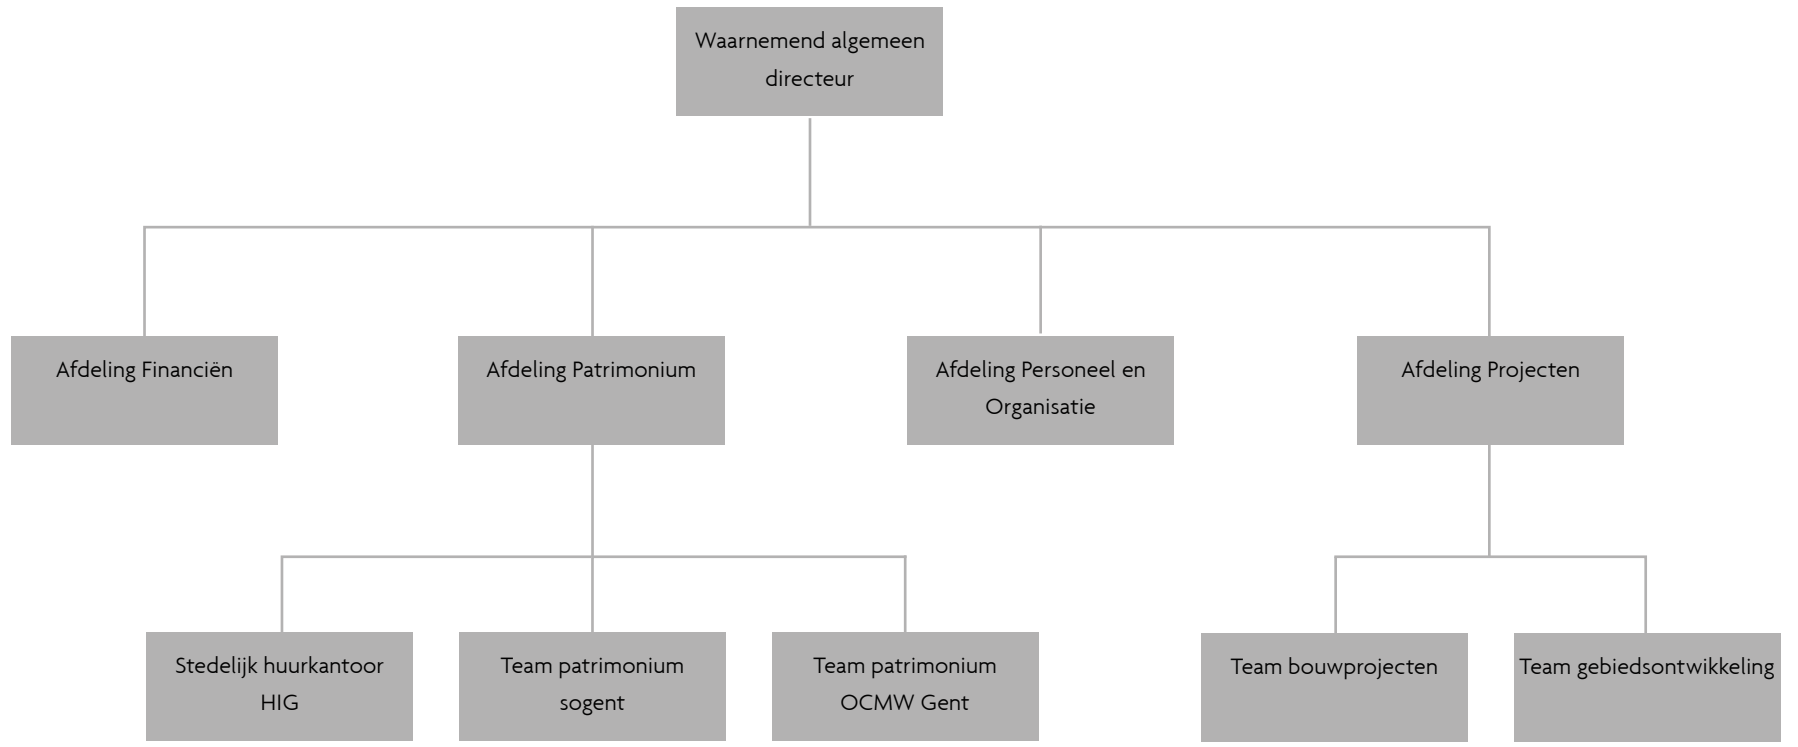 Waarnemend algemeen
directeur
Afdeling Financiën
Afdeling Patrimonium
Afdeling Personeel en
Organisatie
Afdeling Projecten
Stedelijk huurkantoor
HIG
Team patrimonium
sogent
Team patrimonium
OCMW Gent
Team bouwprojecten
Team gebiedsontwikkeling